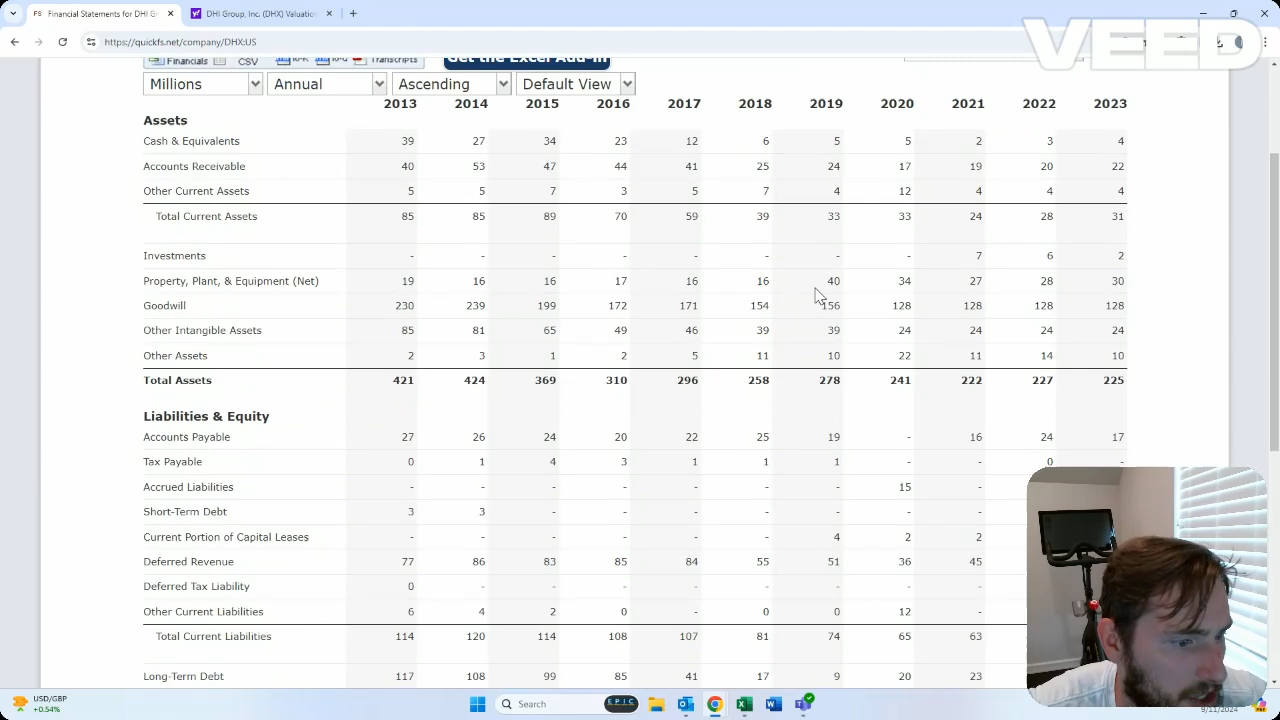 Financial Statements for DHI G
DHI Group, Inc. (DHX) Valuation
https://quickfs.net/company/DHX:US
VEED
Financials CSV 10-K 10-Q Transcripts Get the Excel Add-in
Millions Annual Ascending Default View
2013 2014 2015 2016 2017 2018 2019 2020 2021 2022 2023
Assets
Cash & Equivalents 39 27 34 23 12 6 5 5 2 3 4
Accounts Receivable 40 53 47 44 41 25 24 17 19 20 22
Other Current Assets 5 5 7 3 5 7 4 12 4 4 4
Total Current Assets 85 85 89 70 59 39 33 33 24 28 31
Investments - - - - - - - - 7 6 2
Property, Plant, & Equipment (Net) 19 16 16 17 16 16 40 34 27 28 30
Goodwill 230 239 199 172 171 154 156 128 128 128 128
Other Intangible Assets 85 81 65 49 46 39 39 24 24 24 24
Other Assets 2 3 1 2 5 11 10 22 11 14 10
Total Assets 421 424 369 310 296 258 278 241 222 227 225
Liabilities & Equity
Accounts Payable 27 26 24 20 22 25 19 - 16 24 17
Tax Payable 0 1 4 3 1 1 1 - - 0 -
Accrued Liabilities - - - - - - - 15 -
Short-Term Debt 3 3 - - - - - - -
Current Portion of Capital Leases - - - - - 4 2 2
Deferred Revenue 77 86 83 85 84 55 51 36 45
Deferred Tax Liability 0 - - - - - - - -
Other Current Liabilities 6 4 2 0 - 0 - 12 -
Total Current Liabilities 114 120 114 108 107 81 74 65 63
Long-Term Debt 117 108 99 85 41 17 9 20 23
USD/GBP
+0.54%
Search
EPIC
9/11/2024